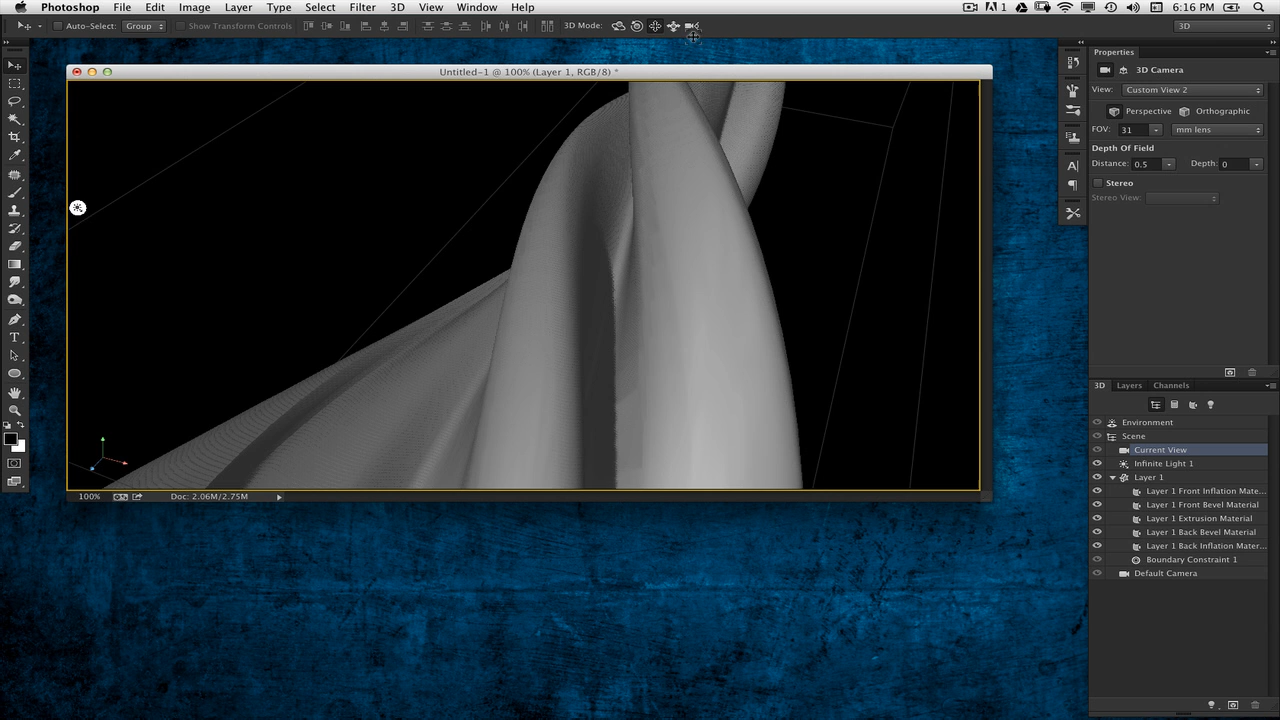 Photoshop File Edit Image Layer Type Select Filter 3D View Window Help 1 6:16 PM
Auto-Select: Group Show Transform Controls 3D Mode: 3D
Untitled-1 @ 100% (Layer 1, RGB/8) *
Properties
3D Camera
View: Custom View 2
Perspective Orthographic
FOV: 31 mm lens
Depth Of Field
Distance: 0.5 Depth: 0
Stereo
Stereo View:
3D Layers Channels
Environment
Scene
Current View
Infinite Light 1
Layer 1
Layer 1 Front Inflation Mate...
Layer 1 Front Bevel Material
Layer 1 Extrusion Material
Layer 1 Back Bevel Material
Layer 1 Back Inflation Mater...
Boundary Constraint 1
Default Camera
100% Doc: 2.06M/2.75M